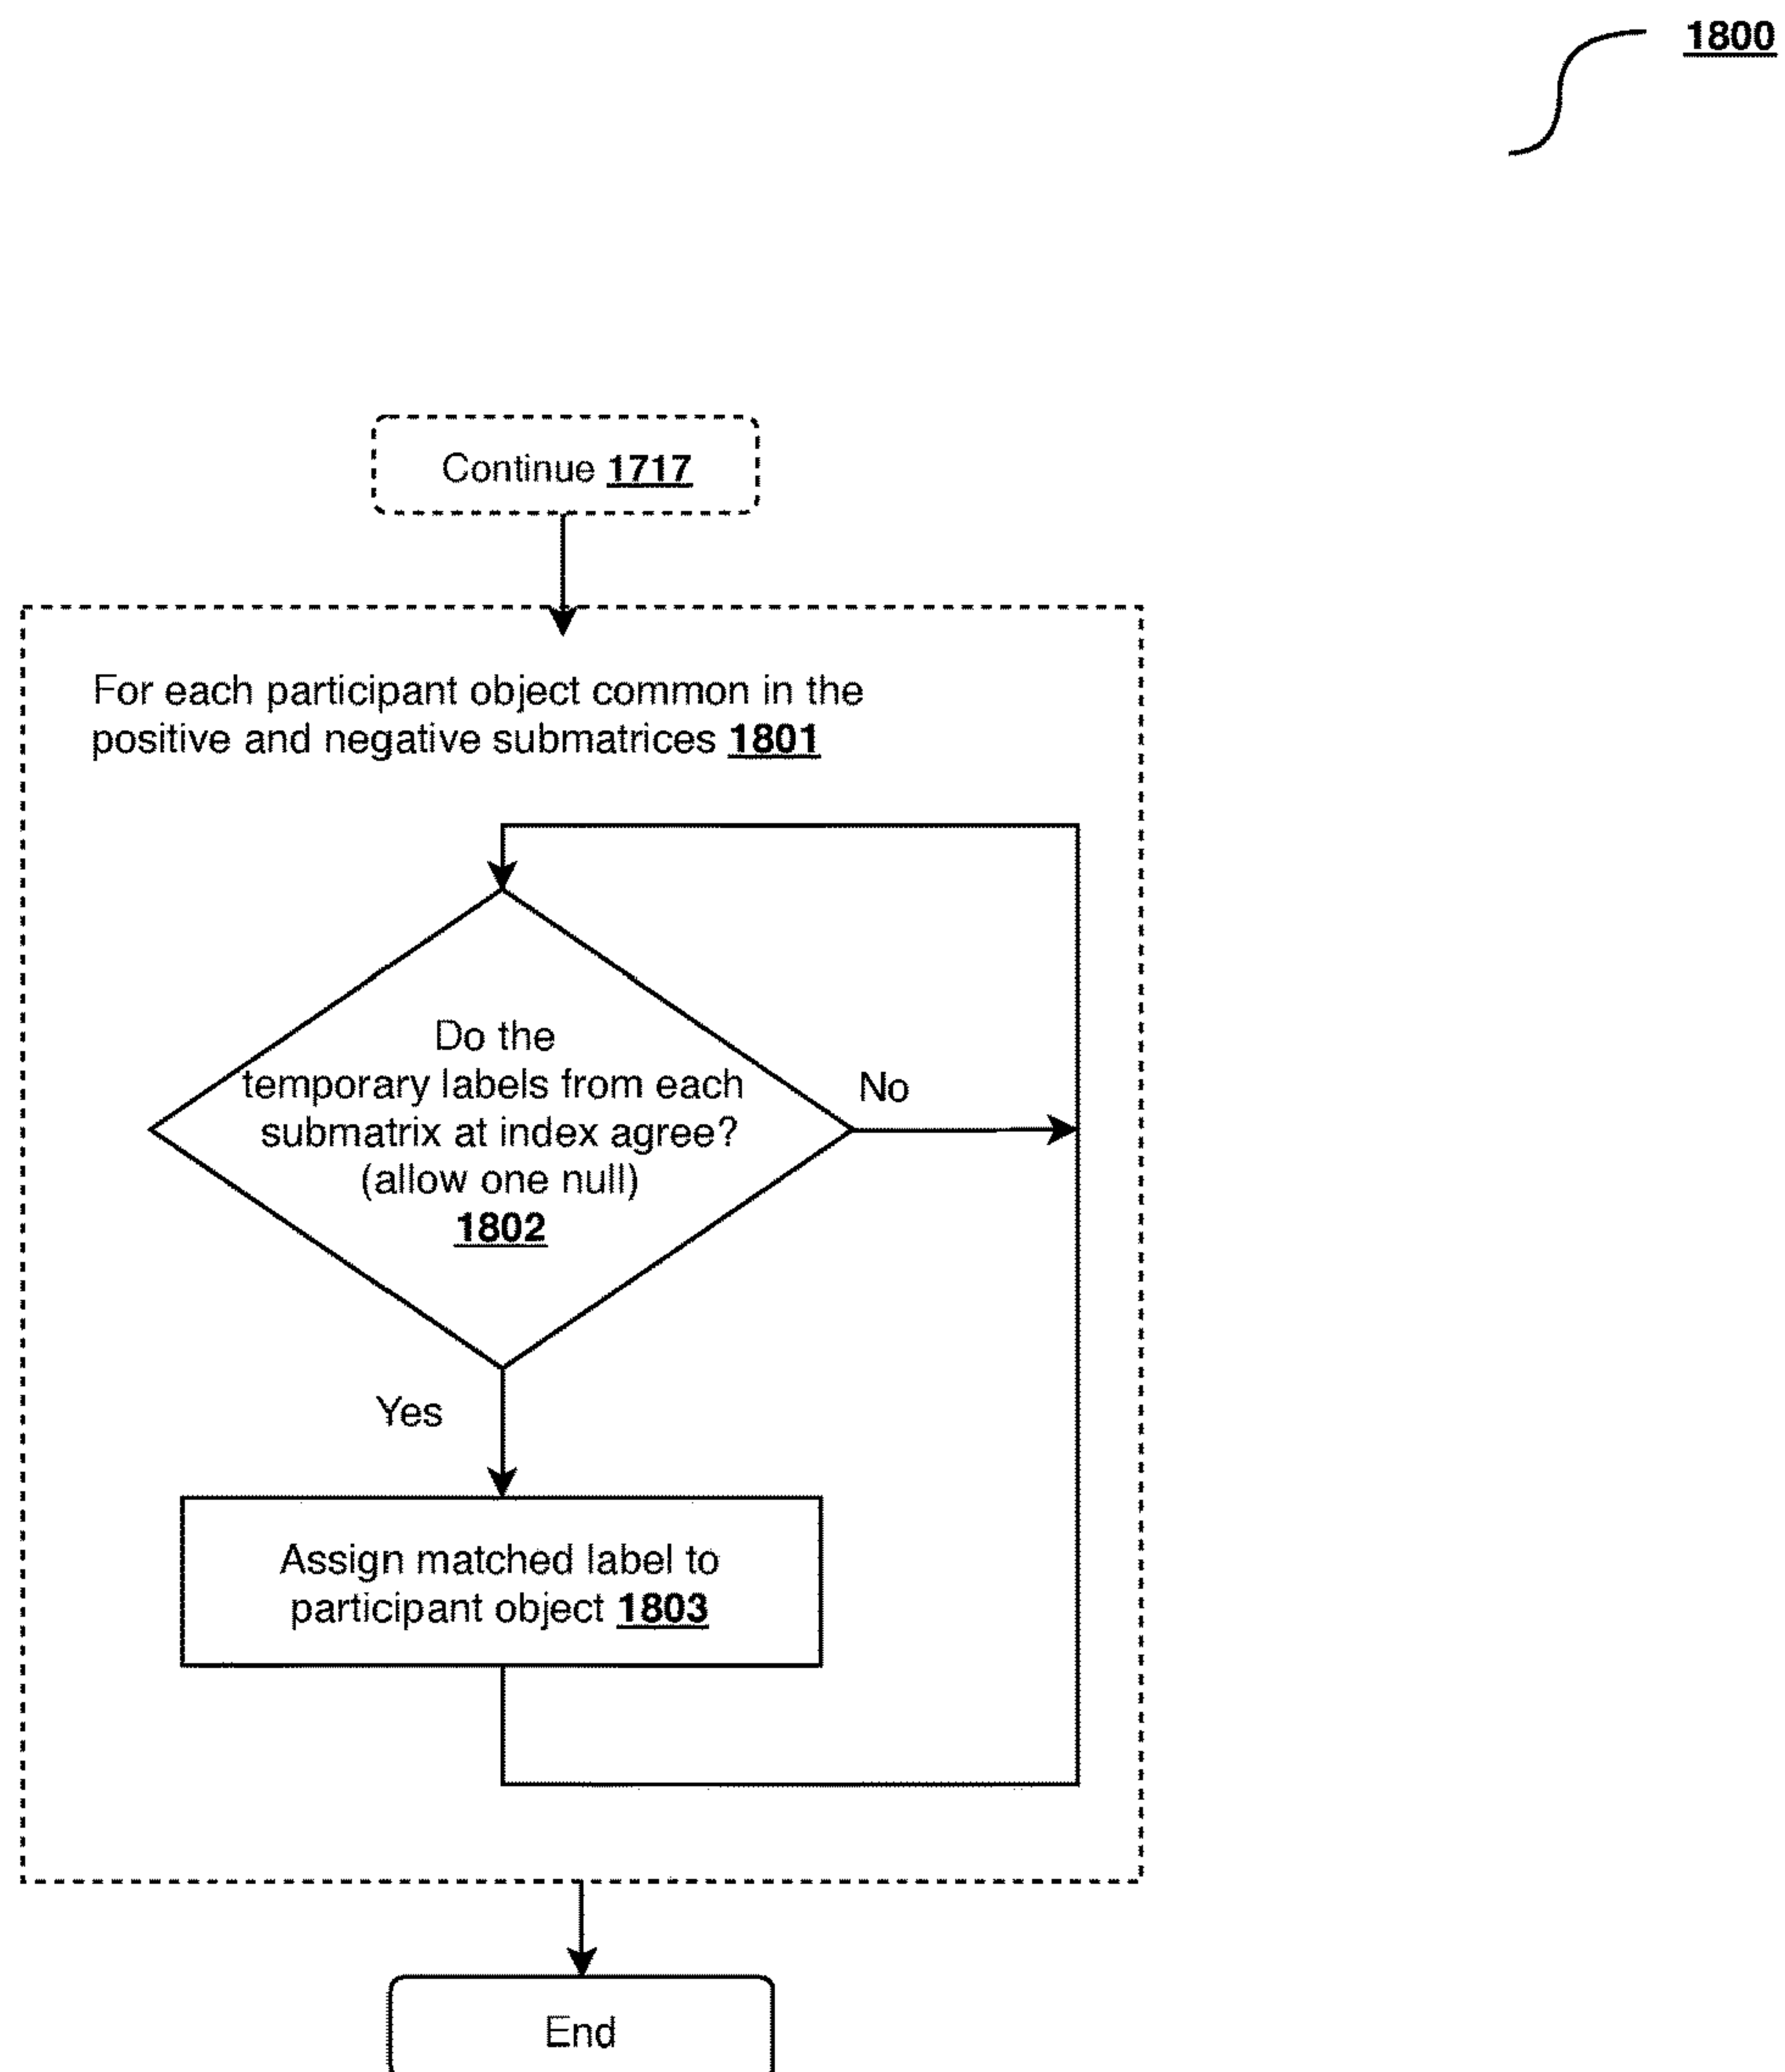 1800
Continue 1717
For each participant object common in the
positive and negative submatrices 1801
Do the
temporary labels from each
submatrix at index agree?
(allow one null)
1802
No
Yes
Assign matched label to
participant object 1803
End